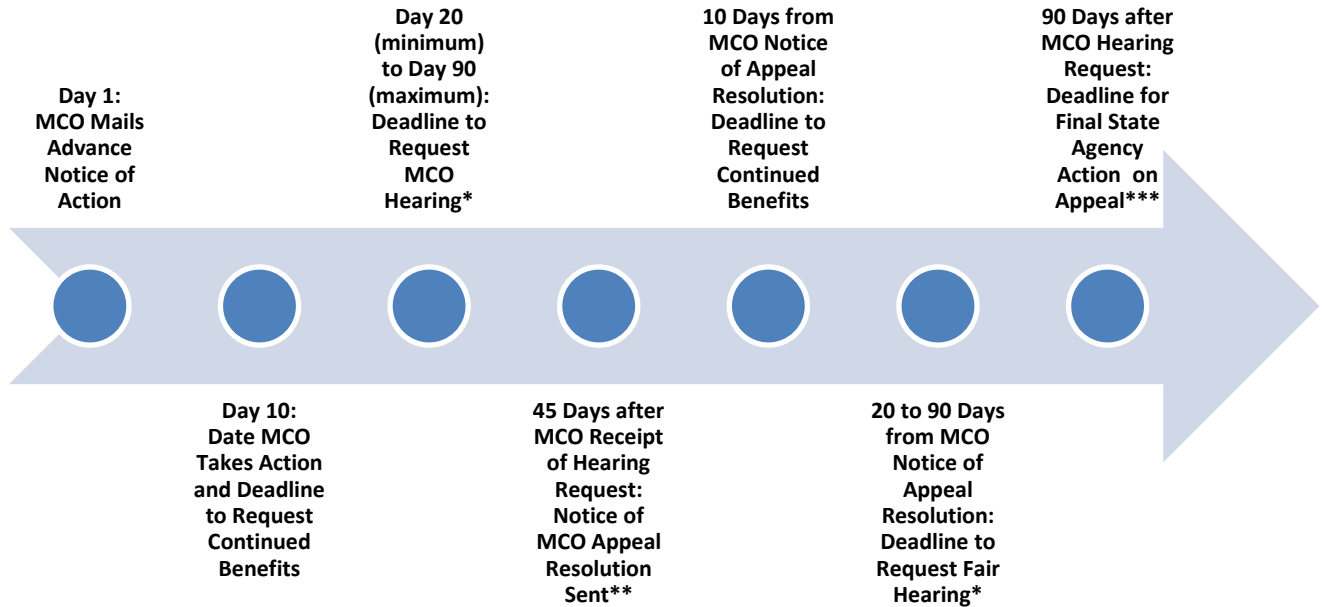 Day 1:
MCO Mails
Advance
Notice of
Action
Day 10:
Date MCO
Takes Action
and Deadline
to Request
Continued
Benefits
Day 20
(minimum)
to Day 90
(maximum):
Deadline to
Request
MCO
Hearing*
45 Days after
MCO Receipt
of Hearing
Request:
Notice of
MCO Appeal
Resolution
Sent**
10 Days from
MCO Notice
of Appeal
Resolution:
Deadline to
Request
Continued
Benefits
20 to 90 Days
from MCO
Notice of
Appeal
Resolution:
Deadline to
Request Fair
Hearing*
90 Days after
MCO Hearing
Request:
Deadline for
Final State
Agency
Action on
Appeal***